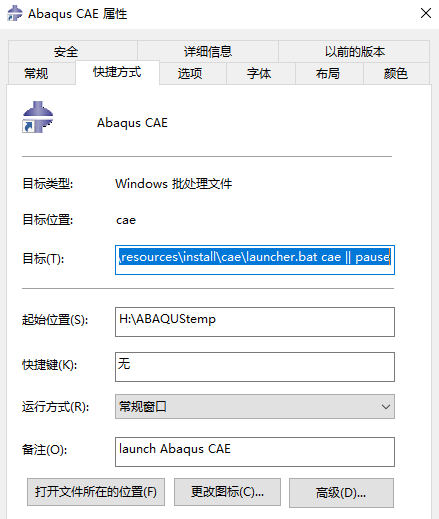 Abaqus CAE 属性
安全 详细信息 以前的版本
常规 快捷方式 选项 字体 布局 颜色
Abaqus CAE
目标类型: Windows 批处理文件
目标位置: cae
目标(T): \resources\install\cae\launcher.bat cae || pause
起始位置(S): H:\ABAQUStemp
快捷键(K): 无
运行方式(R): 常规窗口
备注(O): launch Abaqus CAE
打开文件所在的位置(F) 更改图标(C)... 高级(D)...